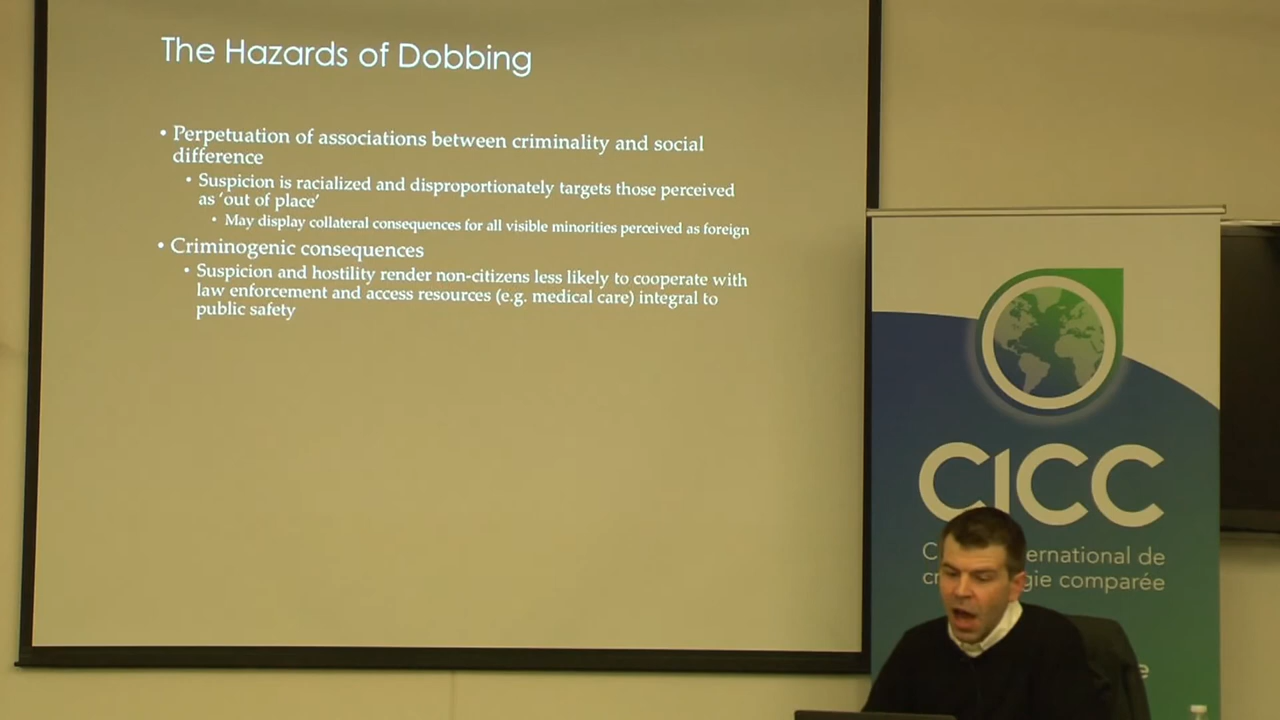 The Hazards of Dobbing
• Perpetuation of associations between criminality and social
difference
• Suspicion is racialized and disproportionately targets those perceived
as 'out of place'
• May display collateral consequences for all visible minorities perceived as foreign
• Criminogenic consequences
• Suspicion and hostility render non-citizens less likely to cooperate with
law enforcement and access resources (e.g. medical care) integral to
public safety
CICC
ernational de
gie comparée